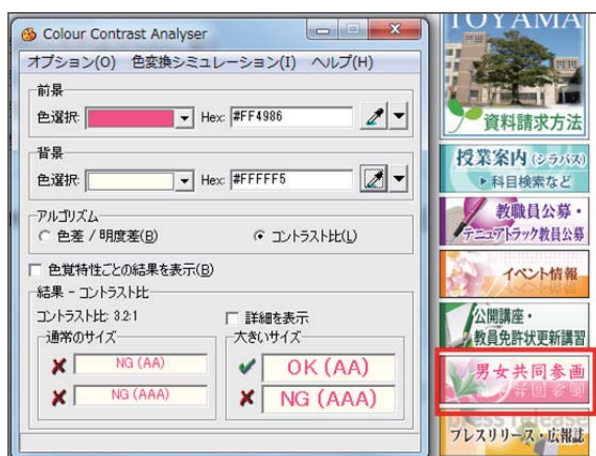 Colour Contrast Analyser
オプション(O) 色変換シミュレーション(I) ヘルプ(H)
前景
色選択: Hex: #FF4986
背景
色選択: Hex: #FFFFF5
アルゴリズム
色差 / 明度差(B) コントラスト比(L)
色覚特性ごとの結果を表示(B)
結果 - コントラスト比
コントラスト比: 3.2:1 詳細を表示
通常のサイズ 大きいサイズ
NG (AA) OK (AA)
NG (AAA) NG (AAA)
TOYAMA
資料請求方法
授業案内 (シラバス)
科目検索など
教職員公募・
テニュアトラック教員公募
イベント情報
公開講座・
教員免許状更新講習
男女共同参画
男女共同参画
press release
プレスリリース・広報誌